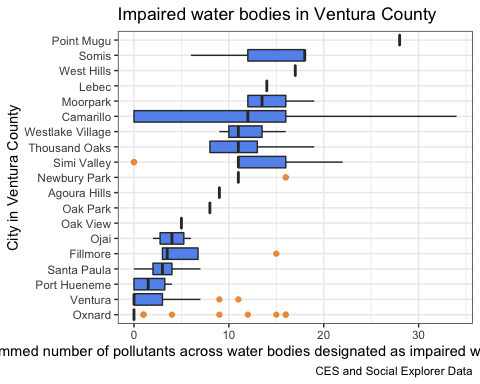 Impaired water bodies in Ventura County
Point Mugu
Somis
West Hills
Lebec
Moorpark
Camarillo
Westlake Village
Thousand Oaks
Simi Valley
Newbury Park
Agoura Hills
Oak Park
Oak View
Ojai
Fillmore
Santa Paula
Port Hueneme
Ventura
Oxnard
City in Ventura County
0 10 20 30
number of pollutants across water bodies designated as impaired
CES and Social Explorer Data